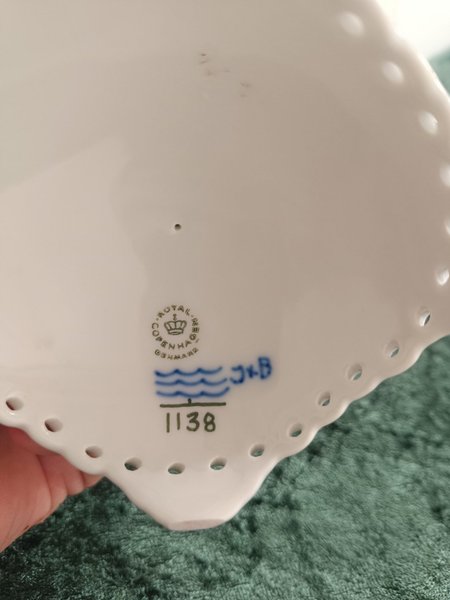 ROYAL COPENHAGEN
DENMARK
J+B
1138